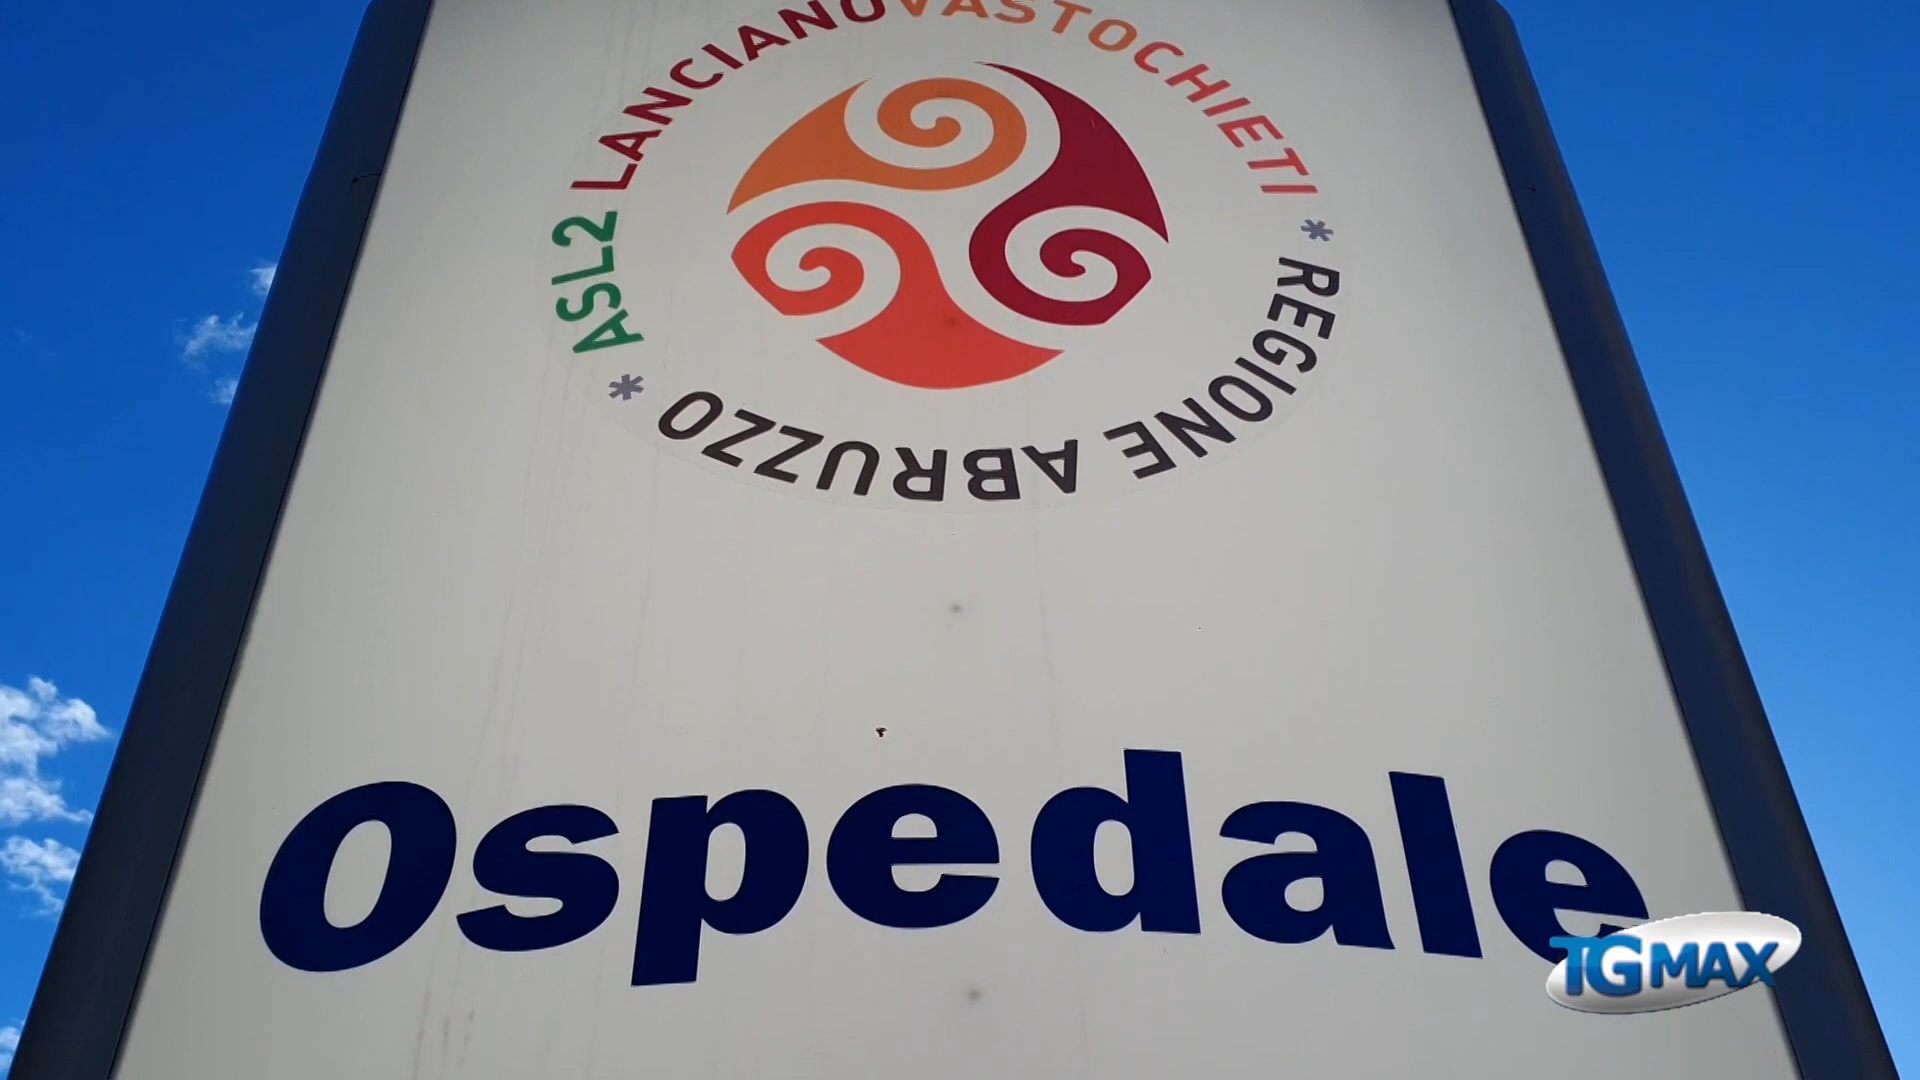 ASL2 LANCIANOVASTOCHIETI * REGIONE ABRUZZO *
Ospedale
TGMAX